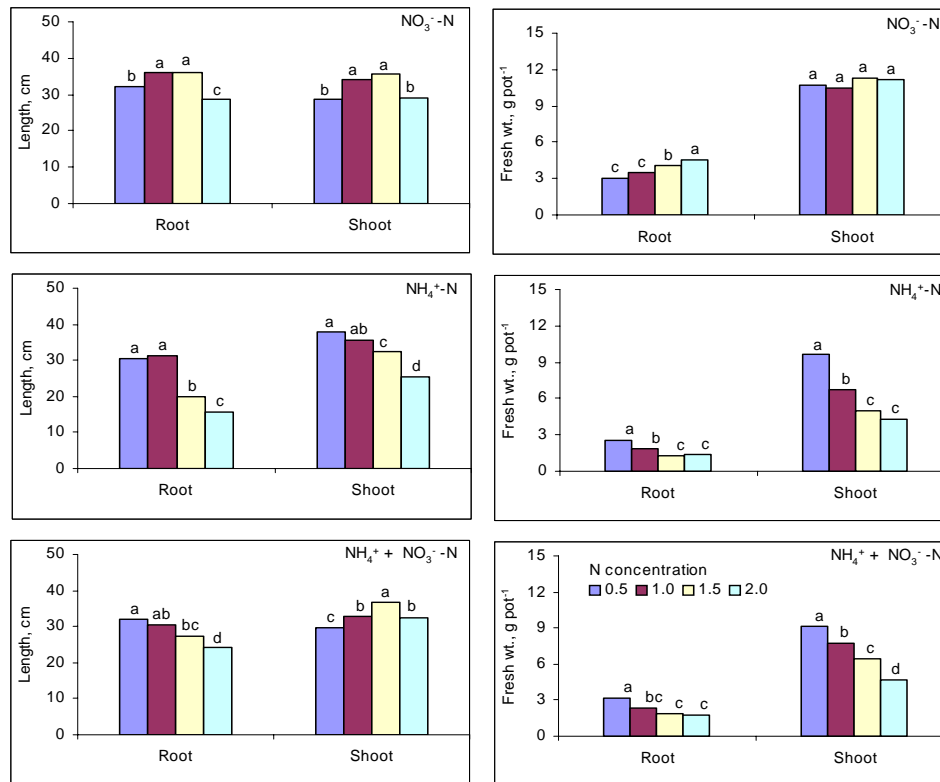 NO₃⁻-N
50
40
30
20
10
0
Length, cm
b a a c b a a b
Root Shoot
NO₃⁻-N
15
12
9
6
3
0
Fresh wt., g pot⁻¹
c c b a a a a a
Root Shoot
NH₄⁺-N
50
40
30
20
10
0
Length, cm
a a b c a ab c d
Root Shoot
NH₄⁺-N
15
12
9
6
3
0
Fresh wt., g pot⁻¹
a b c c a b c c
Root Shoot
NH₄⁺ + NO₃⁻-N
50
40
30
20
10
0
Length, cm
a ab bc d c b a b
Root Shoot
NH₄⁺ + NO₃⁻-N
15
12
9
6
3
0
Fresh wt., g pot⁻¹
N concentration
0.5 1.0 1.5 2.0
a bc c c a b c d
Root Shoot